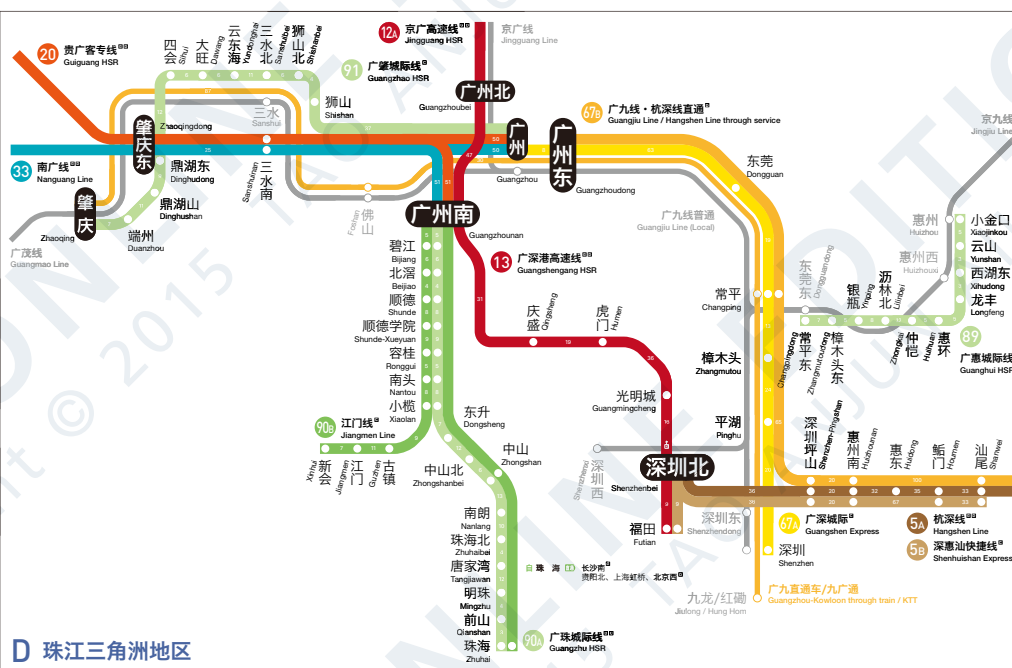 12A 京广高速线
Jingguang HSR
京广线
Jingguang Line
20 贵广客专线
Guiguang HSR
四会
Sihui
大旺
Dawang
云东海
Yundonghai
三水北
Sanshuibei
狮山北
Shishanbei
91 广肇城际线
Guangzhao HSR
狮山
Shishan
三水
Sanshui
广州北
Guangzhoubei
67B 广九线・杭深线直通
Guangjiu Line / Hangshen Line through service
京九线
Jingjiu Line
肇庆东
Zhaoqingdong
广州
Guangzhou
广州东
Guangzhoudong
东莞
Dongguan
33 南广线
Nanguang Line
鼎湖东
Dinghudong
三水南
Sanshuinan
鼎湖山
Dinghushan
肇庆
Zhaoqing
端州
Duanzhou
广茂线
Guangmao Line
佛山
Foshan
广州南
Guangzhounan
广九线普通
Guangjiu Line (Local)
惠州
Huizhou
小金口
Xiaojinkou
云山
Yunshan
惠州西
Huizhouxi
西湖东
Xihudong
龙丰
Longfeng
碧江
Bijiang
北滘
Beijiao
顺德
Shunde
顺德学院
Shunde-Xueyuan
容桂
Ronggui
南头
Nantou
小榄
Xiaolan
13 广深港高速线
Guangshengang HSR
庆盛
Qingsheng
虎门
Humen
常平
Changping
东莞东
Dongguandong
银瓶
Yinping
沥林北
Lilinbei
常平东
Changpingdong
樟木头东
Zhangmutoudong
仲恺
Zhongkai
惠环
Huihuan
89
广惠城际线
Guanghui HSR
樟木头
Zhangmutou
光明城
Guangmingcheng
平湖
Pinghu
东升
Dongsheng
90B 江门线
Jiangmen Line
新会
Xinhui
江门
Jiangmen
古镇
Guzhen
中山
Zhongshan
中山北
Zhongshanbei
深圳西
Shenzhenxi
深圳北
Shenzhenbei
深圳坪山
Shenzhen-Pingshan
惠州南
Huizhounan
惠东
Huidong
鲘门
Houmen
汕尾
Shanwei
南朗
Nanlang
珠海北
Zhuhaibei
唐家湾
Tangjiawan
明珠
Mingzhu
前山
Qianshan
珠海
Zhuhai
福田
Futian
深圳东
Shenzhendong
67A 广深城际
Guangshen Express
5A 杭深线
Hangshen Line
5B 深惠汕快捷线
Shenhuishan Express
深圳
Shenzhen
自 珠 海
长沙南
贵阳北、上海虹桥、北京西
九龙/红磡
Jiulong / Hung Hom
广九直通车/九广通
Guangzhou-Kowloon through train / KTT
90A 广珠城际线
Guangzhu HSR
D 珠江三角洲地区
© 2015